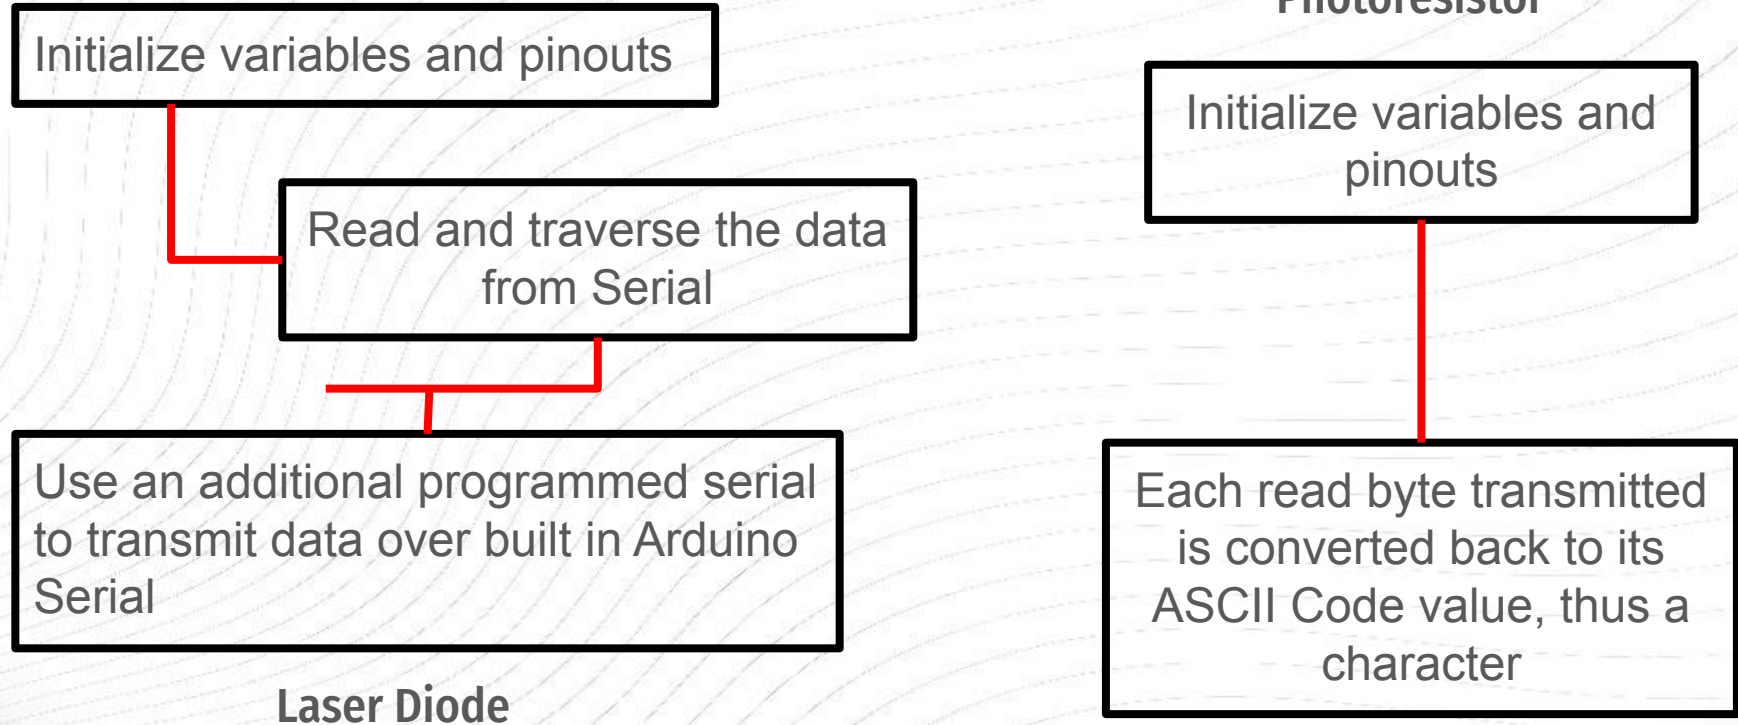 Initialize variables and pinouts
Read and traverse the data
from Serial
Use an additional programmed serial
to transmit data over built in Arduino
Serial
Laser Diode
Photoresistor
Initialize variables and
pinouts
Each read byte transmitted
is converted back to its
ASCII Code value, thus a
character